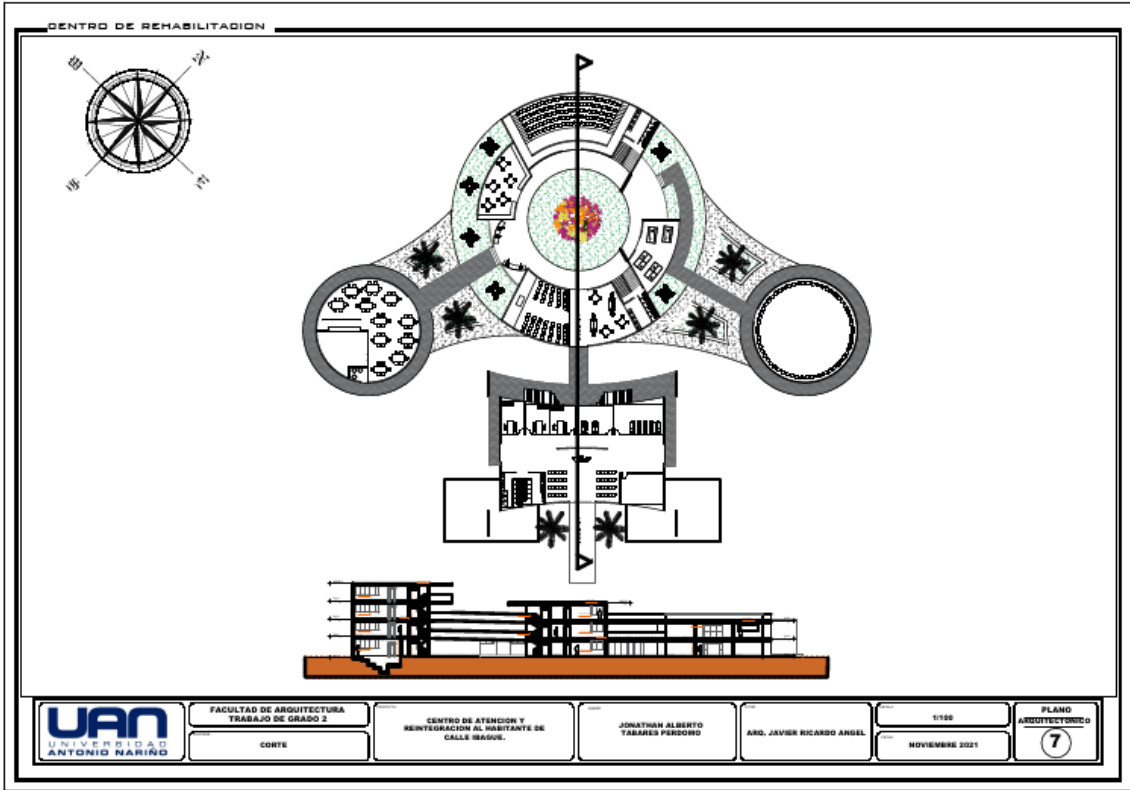 CENTRO DE REHABILITACION
UAN
UNIVERSIDAD
ANTONIO NARIÑO
FACULTAD DE ARQUITECTURA
TRABAJO DE GRADO 2
CORTE
CENTRO DE ATENCION Y
REINTEGRACION AL HABITANTE DE
CALLE IBAGUE.
JONATHAN ALBERTO
TABARES PERDOMO
ARQ. JAVIER RICARDO ANGEL
1/100
NOVIEMBRE 2021
PLANO
ARQUITECTONICO
7